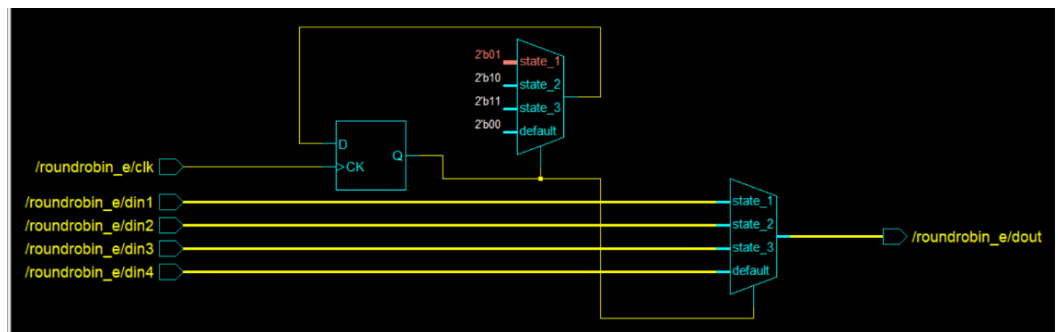 2'b01 state_1
2'b10 state_2
2'b11 state_3
2'b00 default
D
Q
/roundrobin_e/clk CK
/roundrobin_e/din1 state_1
/roundrobin_e/din2 state_2
/roundrobin_e/din3 state_3
/roundrobin_e/dout
/roundrobin_e/din4 default